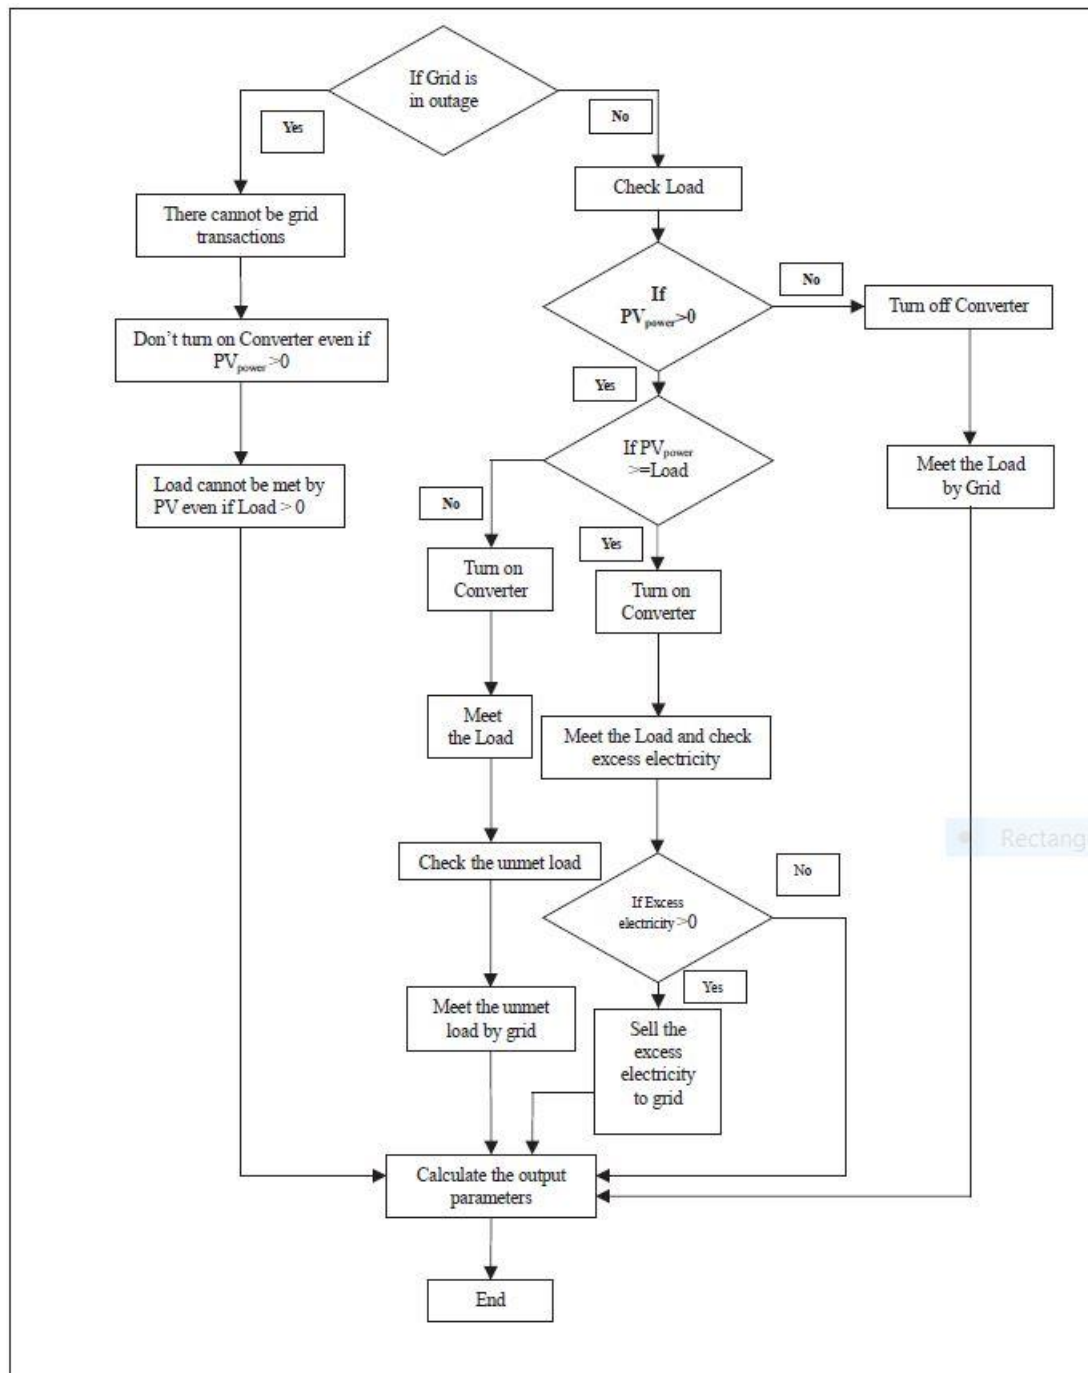 If Grid is
in outage
Yes
No
Check Load
There cannot be grid
transactions
If
PVpower>0
No
Turn off Converter
Don't turn on Converter even if
PVpower >0
Yes
If PVpower
>=Load
Meet the Load
by Grid
Load cannot be met by
PV even if Load > 0
No
Yes
Turn on
Converter
Turn on
Converter
Meet
the Load
Meet the Load and check
excess electricity
Rectang
Check the unmet load
No
If Excess
electricity >0
Yes
Meet the unmet
load by grid
Sell the
excess
electricity
to grid
Calculate the output
parameters
End